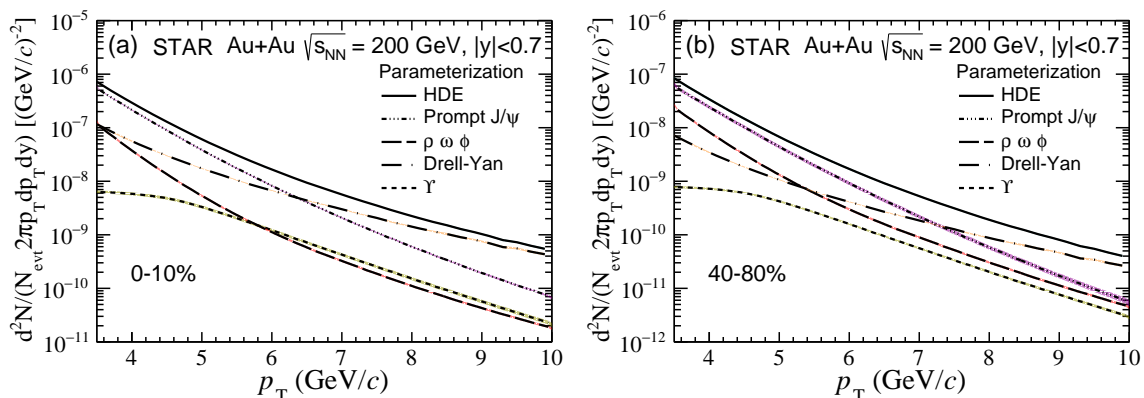 (a) STAR Au+Au √s_NN = 200 GeV, |y|<0.7
Parameterization
HDE
Prompt J/ψ
ρ ω φ
Drell-Yan
ϒ
0-10%
d²N/(N_evt 2πp_T dp_T dy) [(GeV/c)⁻²]
10⁻⁵
10⁻⁶
10⁻⁷
10⁻⁸
10⁻⁹
10⁻¹⁰
10⁻¹¹
4 5 6 7 8 9 10
p_T (GeV/c)
(b) STAR Au+Au √s_NN = 200 GeV, |y|<0.7
Parameterization
HDE
Prompt J/ψ
ρ ω φ
Drell-Yan
ϒ
40-80%
d²N/(N_evt 2πp_T dp_T dy) [(GeV/c)⁻²]
10⁻⁶
10⁻⁷
10⁻⁸
10⁻⁹
10⁻¹⁰
10⁻¹¹
10⁻¹²
4 5 6 7 8 9 10
p_T (GeV/c)